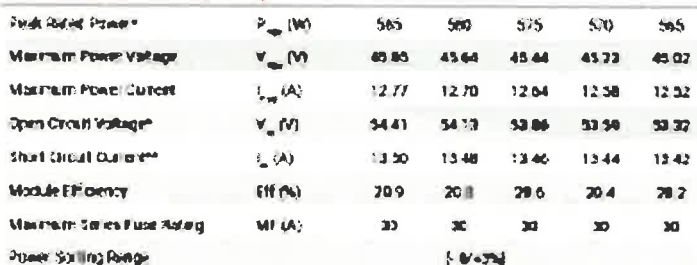 Peak Rated Power* P (W) 585 580 575 570 565
Maximum Power Voltage V (V) 45.64 45.44 45.02
Maximum Power Current I (A) 12.77 12.70 12.64 12.58 12.52
Open Circuit Voltage* V (V) 54.41 54.13 53.86 53.59 53.32
Short Circuit Current** I (A) 13.50 13.48 13.46 13.44 13.42
Module Efficiency Eff (%) 20.9 20.6 20.4 20.2
Maximum Series Fuse Rating MF (A) 30 30 30 30 30
Power Sorting Range